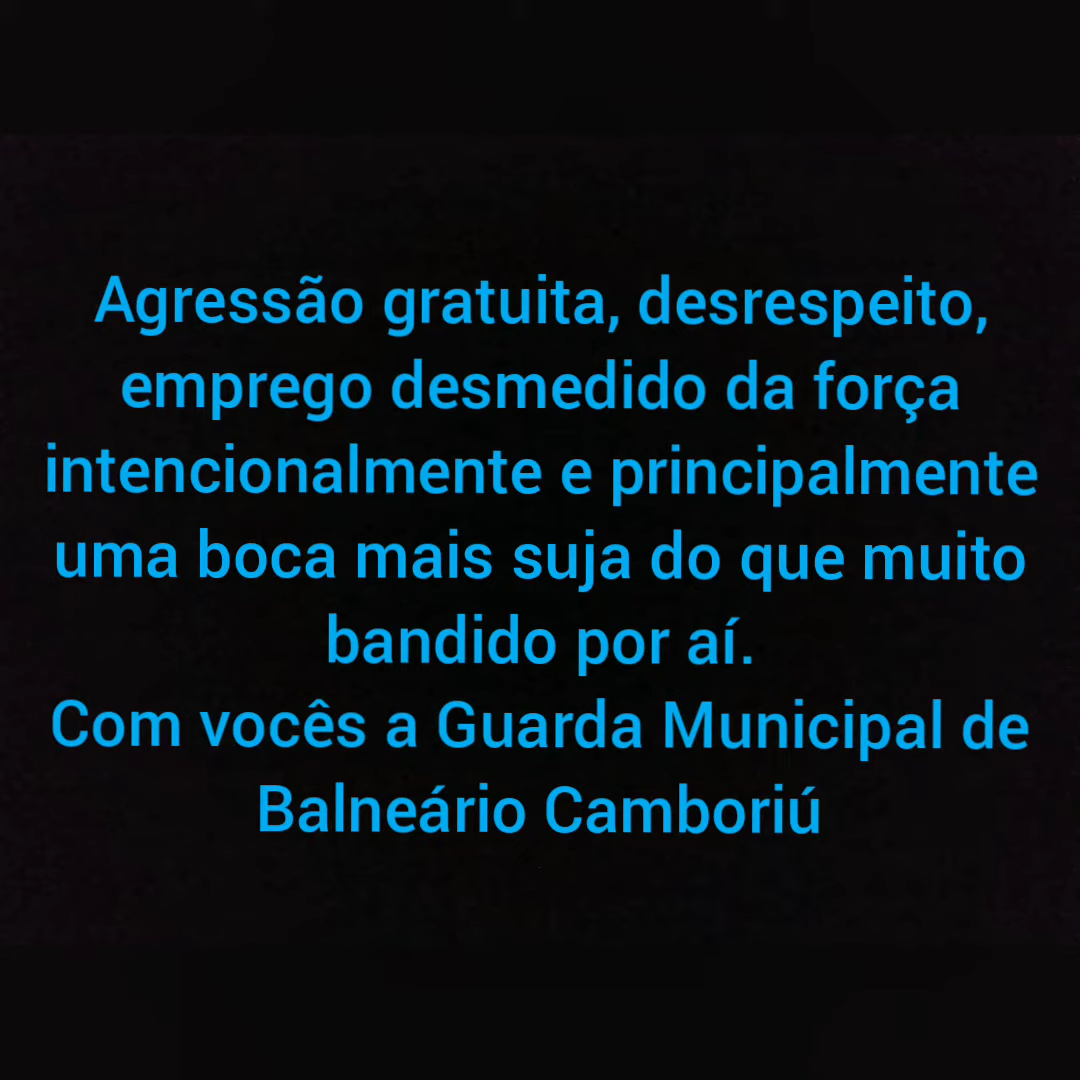 Agressão gratuita, desrespeito,
emprego desmedido da força
intencionalmente e principalmente
uma boca mais suja do que muito
bandido por aí.
Com vocês a Guarda Municipal de
Balneário Camboriú